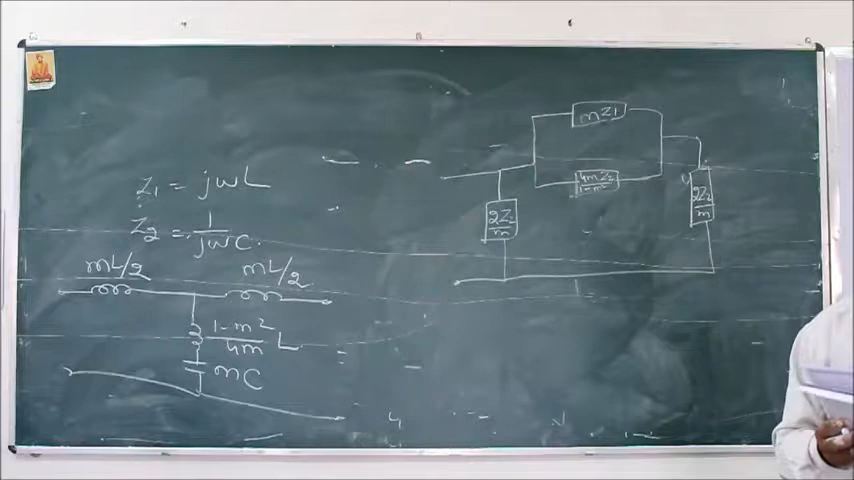 Z1 = jωL
Z2 = 1/jωC.
mL/2
mL/2
1-m²/4m L
mC
mZ1
4mZ2/1-m²
2Z2/m
2Z2/m